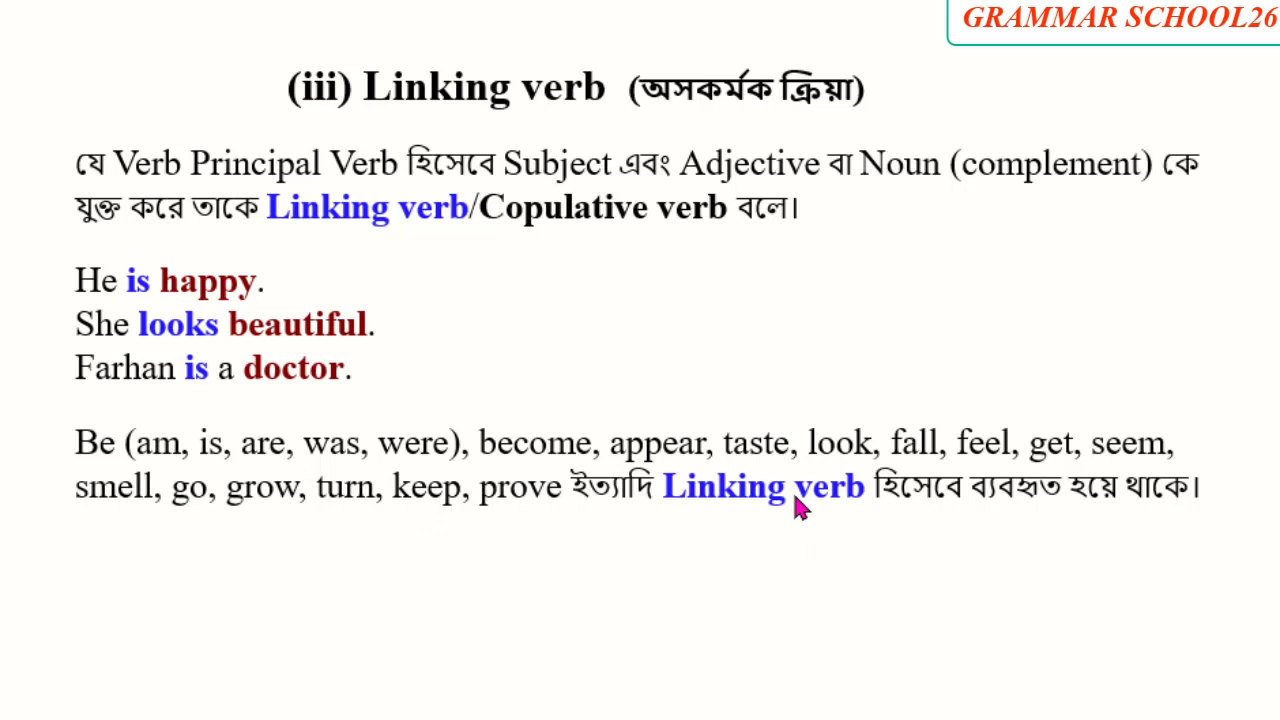 GRAMMAR SCHOOL26
(iii) Linking verb (অসকর্মক ক্রিয়া)
যে Verb Principal Verb হিসেবে Subject এবং Adjective বা Noun (complement) কে
যুক্ত করে তাকে Linking verb/Copulative verb বলে।
He is happy.
She looks beautiful.
Farhan is a doctor.
Be (am, is, are, was, were), become, appear, taste, look, fall, feel, get, seem,
smell, go, grow, turn, keep, prove ইত্যাদি Linking verb হিসেবে ব্যবহৃত হয়ে থাকে।